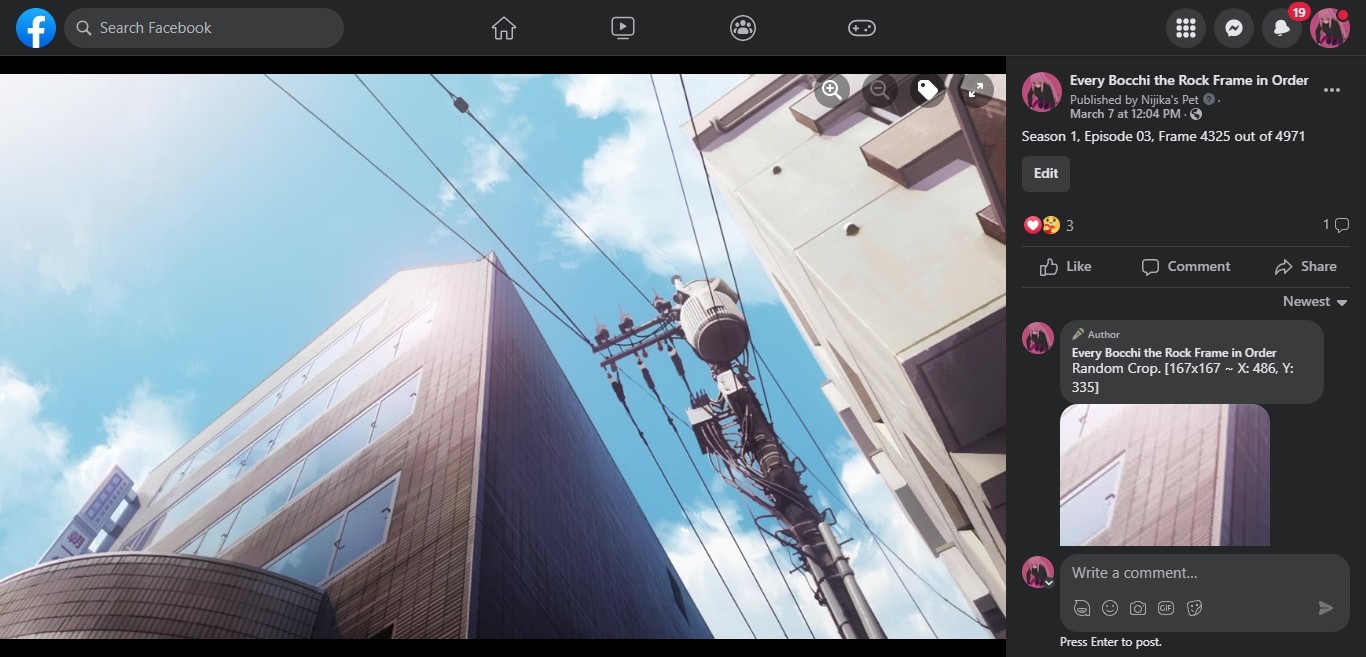 Search Facebook
19
Every Bocchi the Rock Frame in Order
Published by Nijika's Pet ·
March 7 at 12:04 PM ·
Season 1, Episode 03, Frame 4325 out of 4971
Edit
3
1
Like
Comment
Share
Newest
Author
Every Bocchi the Rock Frame in Order
Random Crop. [167x167 ~ X: 486, Y:
335]
Write a comment...
GIF
Press Enter to post.
朝